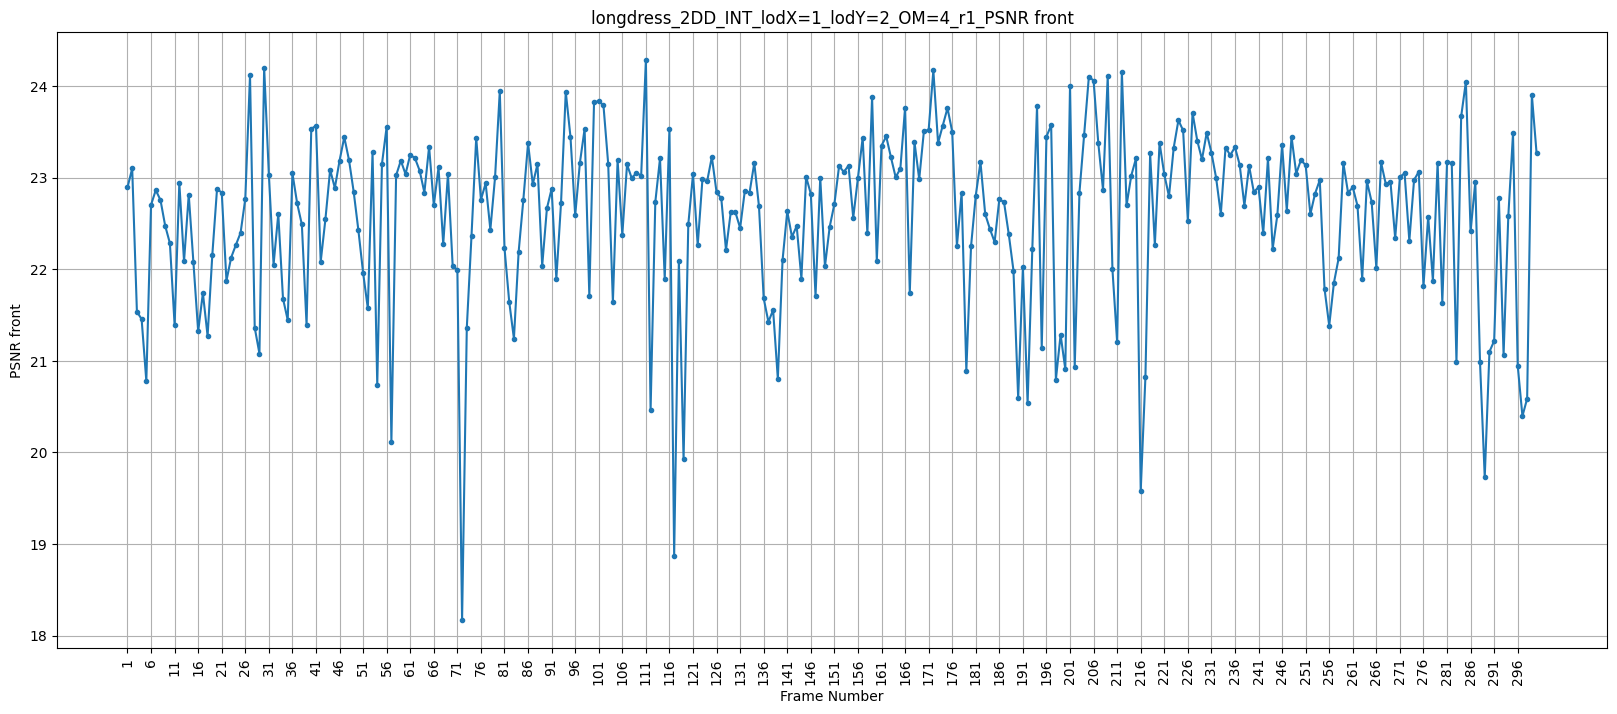 longdress_2DD_INT_lodX=1_lodY=2_OM=4_r1_PSNR front
24
23
22
21
20
19
18
PSNR front
1 6 11 16 21 26 31 36 41 46 51 56 61 66 71 76 81 86 91 96 101 106 111 116 121 126 131 136 141 146 151 156 161 166 171 176 181 186 191 196 201 206 211 216 221 226 231 236 241 246 251 256 261 266 271 276 281 286 291 296
Frame Number